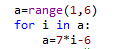 a=range(1,6)
for i in a:
    a=7*i-6